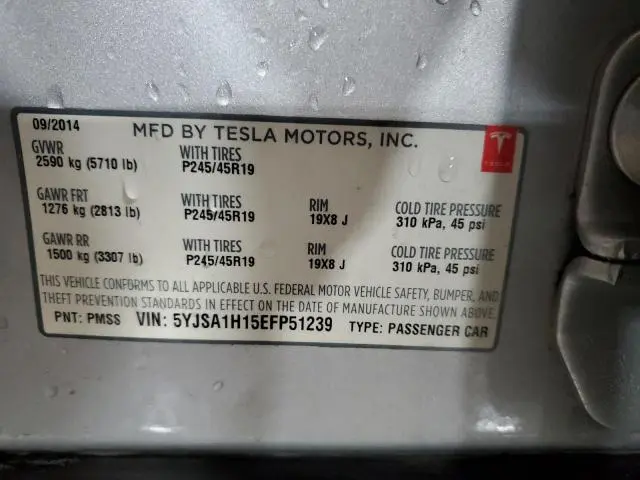 09/2014 MFD BY TESLA MOTORS, INC.
GVWR WITH TIRES
2590 kg (5710 lb) P245/45R19
GAWR FRT WITH TIRES RIM COLD TIRE PRESSURE
1276 kg (2813 lb) P245/45R19 19X8 J 310 kPa, 45 psi
GAWR RR WITH TIRES RIM COLD TIRE PRESSURE
1500 kg (3307 lb) P245/45R19 19X8 J 310 kPa, 45 psi
THIS VEHICLE CONFORMS TO ALL APPLICABLE U.S. FEDERAL MOTOR VEHICLE SAFETY, BUMPER, AND
THEFT PREVENTION STANDARDS IN EFFECT ON THE DATE OF MANUFACTURE SHOWN ABOVE.
PNT: PMSS VIN: 5YJSA1H15EFP51239 TYPE: PASSENGER CAR
TESLA